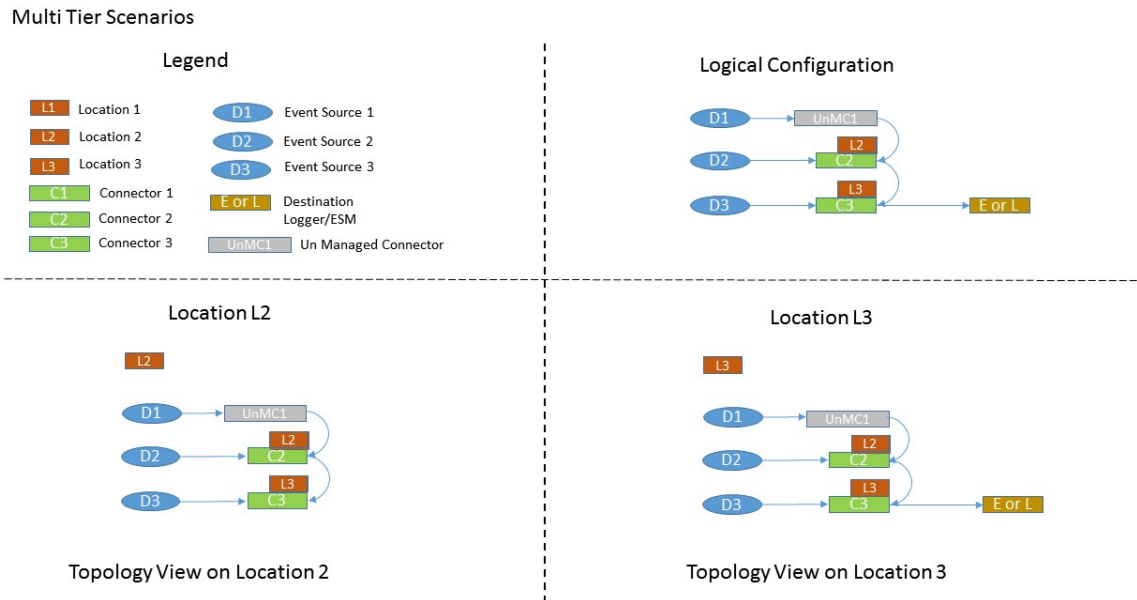 Multi Tier Scenarios
Legend
L1 Location 1
L2 Location 2
L3 Location 3
C1 Connector 1
C2 Connector 2
C3 Connector 3
D1 Event Source 1
D2 Event Source 2
D3 Event Source 3
E or L Destination
Logger/ESM
UnMC1 Un Managed Connector
Logical Configuration
D1 UnMC1
L2
D2 C2
L3
D3 C3 E or L
Location L2
L2
D1 UnMC1
L2
D2 C2
L3
D3 C3
Topology View on Location 2
Location L3
L3
D1 UnMC1
L2
D2 C2
L3
D3 C3 E or L
Topology View on Location 3